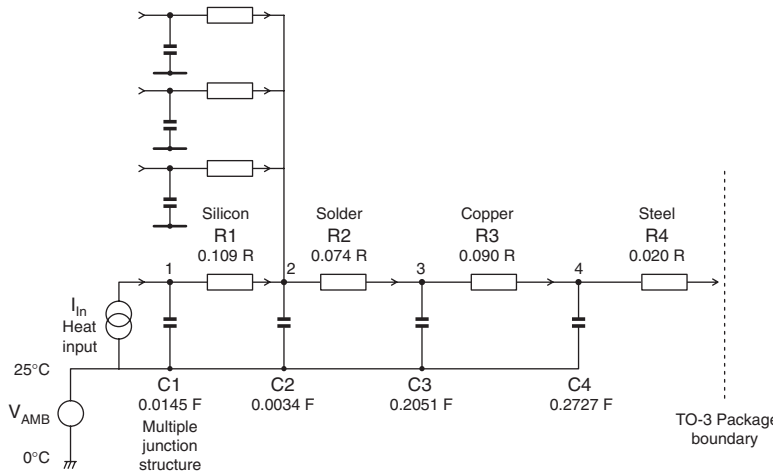 Silicon
R1
0.109 R
Solder
R2
0.074 R
Copper
R3
0.090 R
Steel
R4
0.020 R
1
2
3
4
I In
Heat
input
25°C
V AMB
0°C
C1
0.0145 F
Multiple
junction
structure
C2
0.0034 F
C3
0.2051 F
C4
0.2727 F
TO-3 Package
boundary